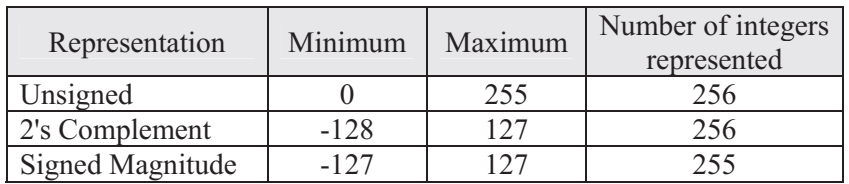 Representation Minimum Maximum Number of integers represented
Unsigned 0 255 256
2's Complement -128 127 256
Signed Magnitude -127 127 255